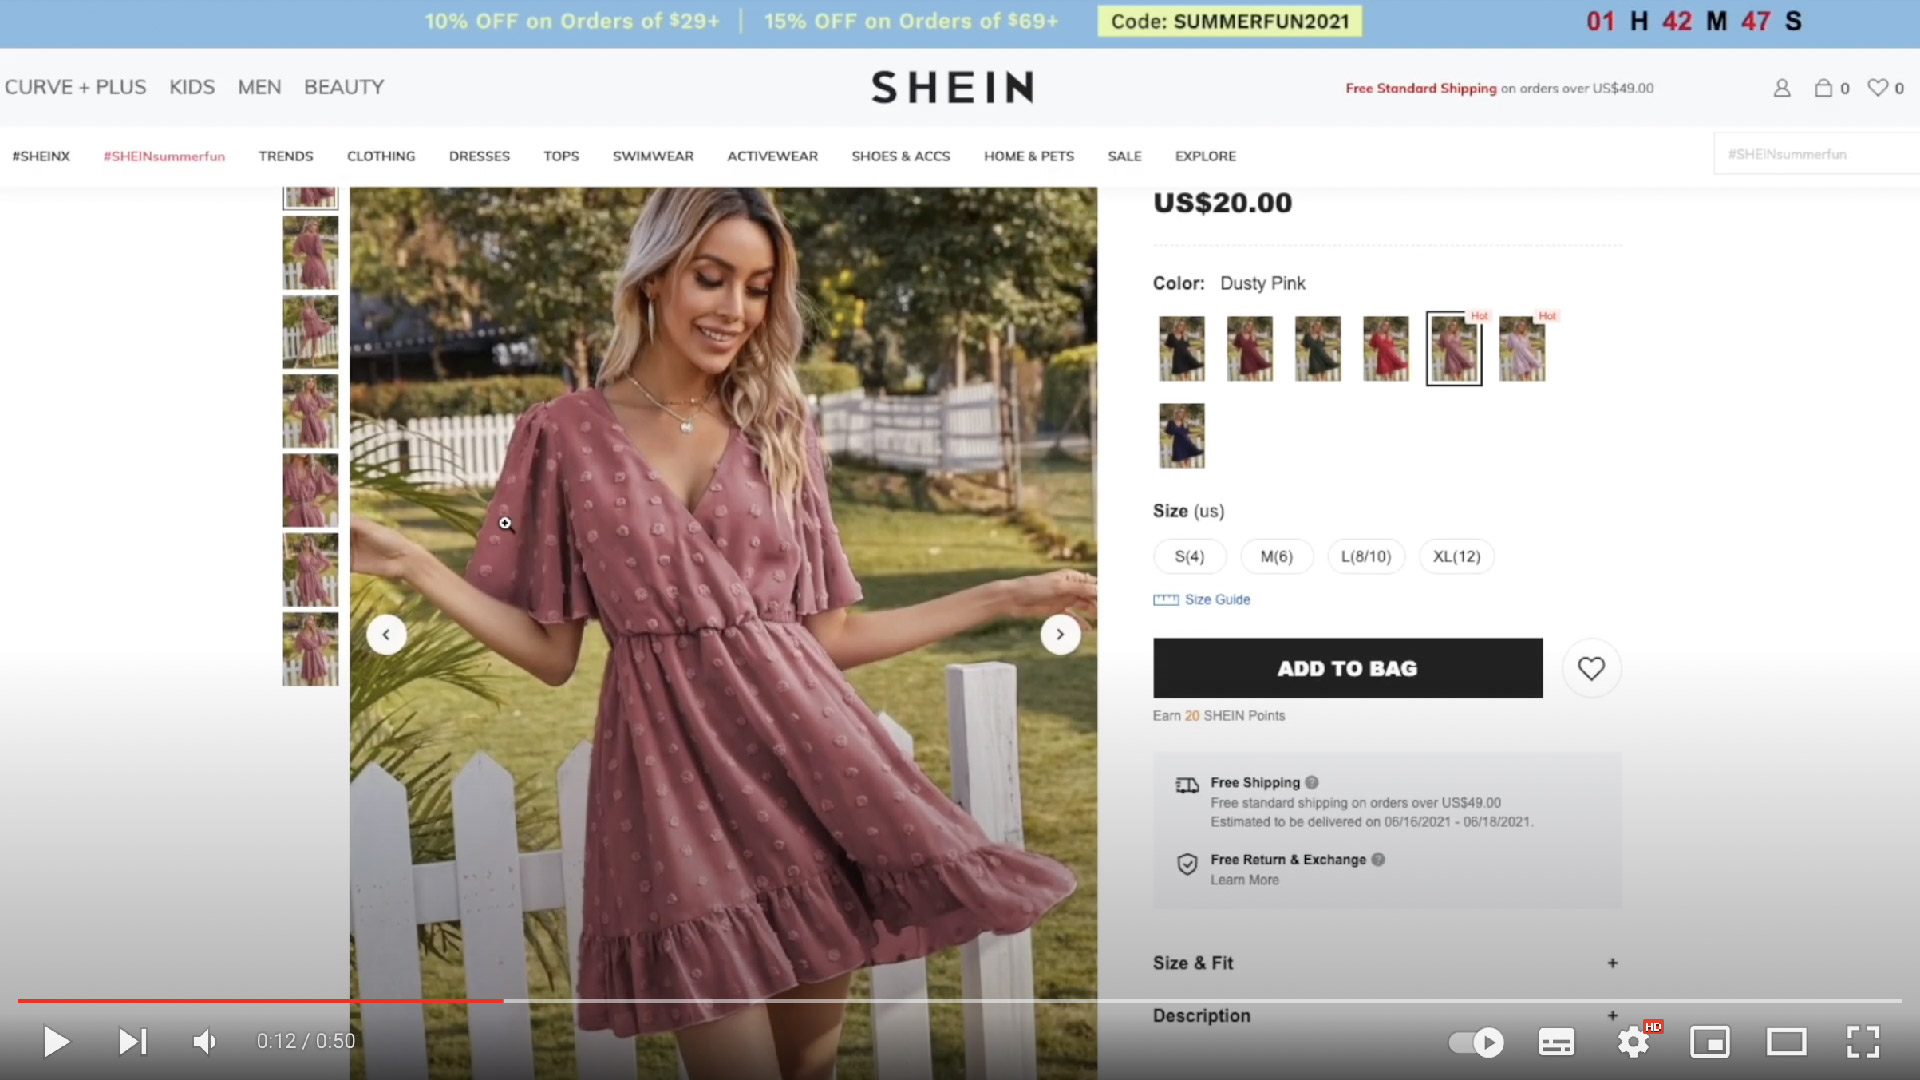 10% OFF on Orders of $29+ | 15% OFF on Orders of $69+ Code: SUMMERFUN2021 01 H 42 M 47 S
CURVE + PLUS KIDS MEN BEAUTY SHEIN Free Standard Shipping on orders over US$49.00 0 0
#SHEINX #SHEINsummerfun TRENDS CLOTHING DRESSES TOPS SWIMWEAR ACTIVEWEAR SHOES & ACCS HOME & PETS SALE EXPLORE #SHEINsummerfun
US$20.00
Color: Dusty Pink
Hot Hot
Size (us)
S(4) M(6) L(8/10) XL(12)
Size Guide
ADD TO BAG
Earn 20 SHEIN Points
Free Shipping ?
Free standard shipping on orders over US$49.00
Estimated to be delivered on 06/16/2021 - 06/18/2021.
Free Return & Exchange ?
Learn More
Size & Fit +
Description +
0:12 / 0:50 HD